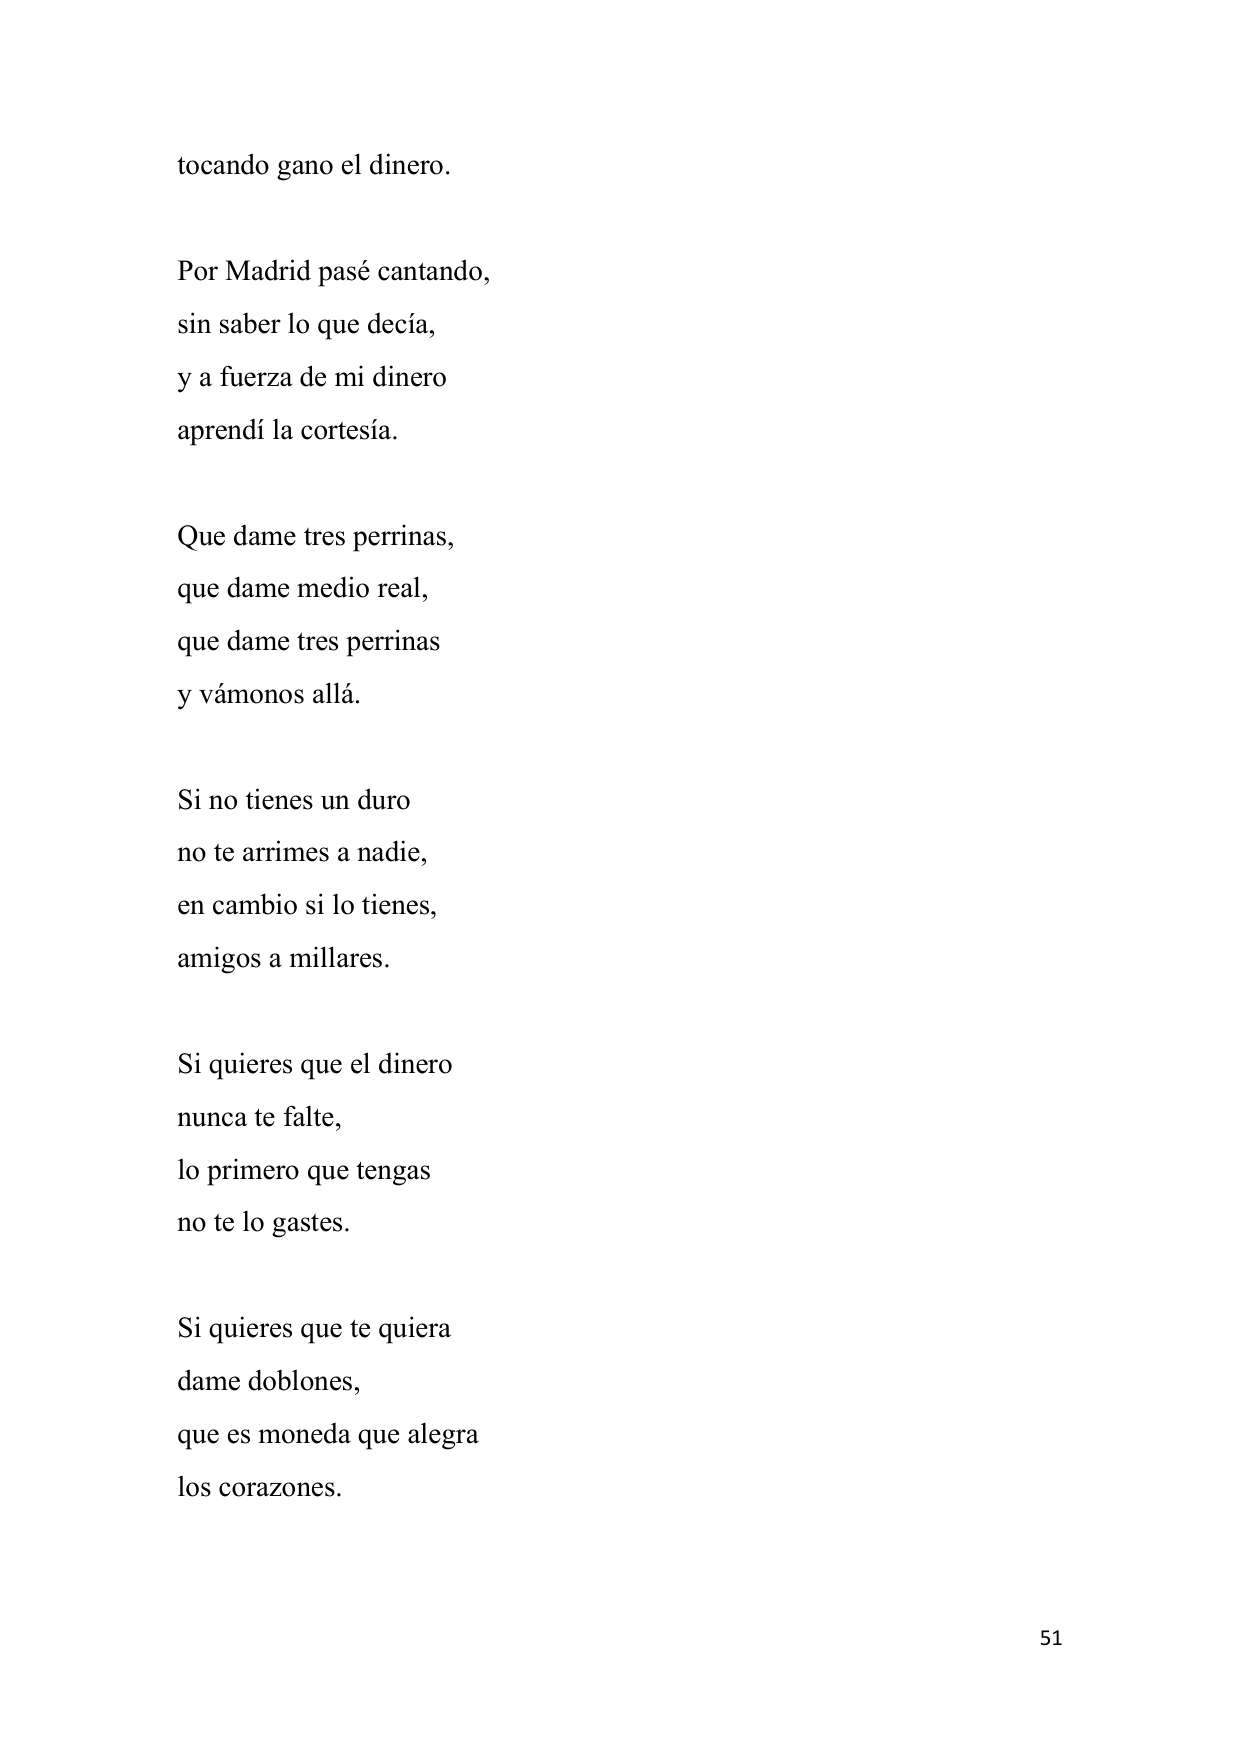 tocando gano el dinero.
Por Madrid pasé cantando,
sin saber lo que decía,
y a fuerza de mi dinero
aprendí la cortesía.
Que dame tres perrinas,
que dame medio real,
que dame tres perrinas
y vámonos allá.
Si no tienes un duro
no te arrimes a nadie,
en cambio si lo tienes,
amigos a millares.
Si quieres que el dinero
nunca te falte,
lo primero que tengas
no te lo gastes.
Si quieres que te quiera
dame doblones,
que es moneda que alegra
los corazones.
51